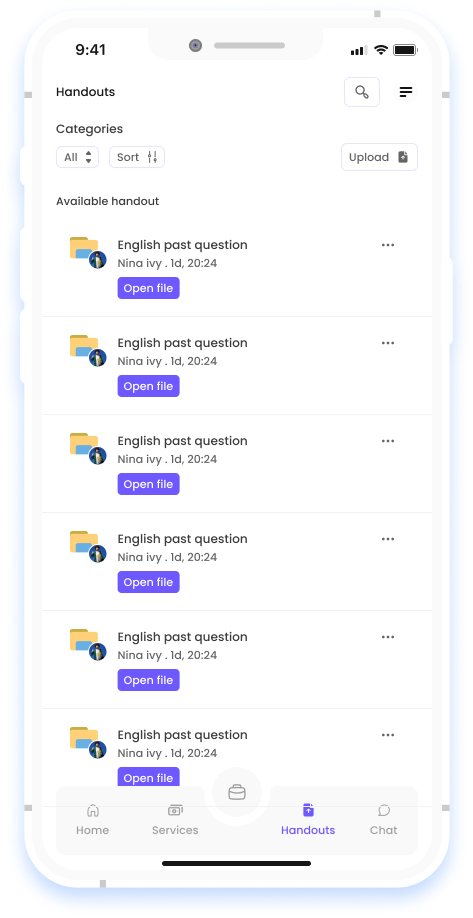 9:41
Handouts
Categories
All
Sort
Upload
Available handout
English past question
Nina ivy . 1d, 20:24
Open file
English past question
Nina ivy . 1d, 20:24
Open file
English past question
Nina ivy . 1d, 20:24
Open file
English past question
Nina ivy . 1d, 20:24
Open file
English past question
Nina ivy . 1d, 20:24
Open file
English past question
Nina ivy . 1d, 20:24
Open file
Home
Services
Handouts
Chat